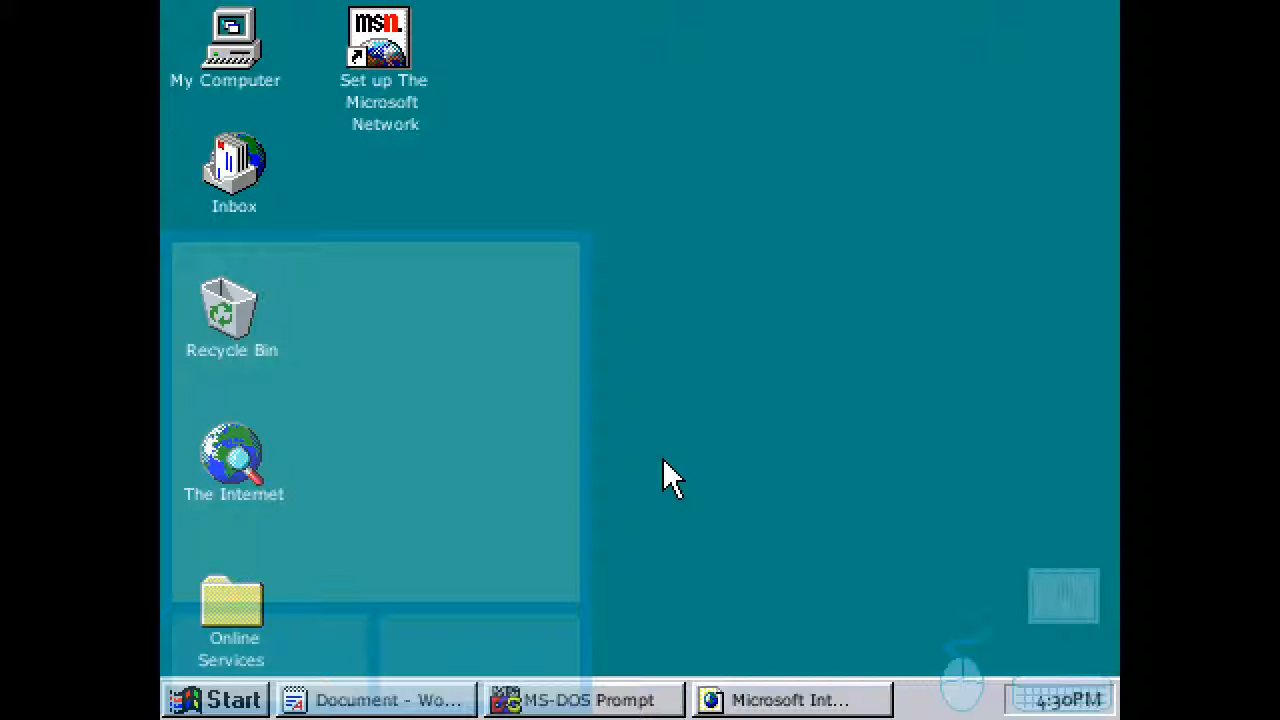 My Computer
msn.
Set up The
Microsoft
Network
Inbox
Recycle Bin
The Internet
Online
Services
Start
Document - Wo...
MS-DOS Prompt
Microsoft Int...
4:30PM